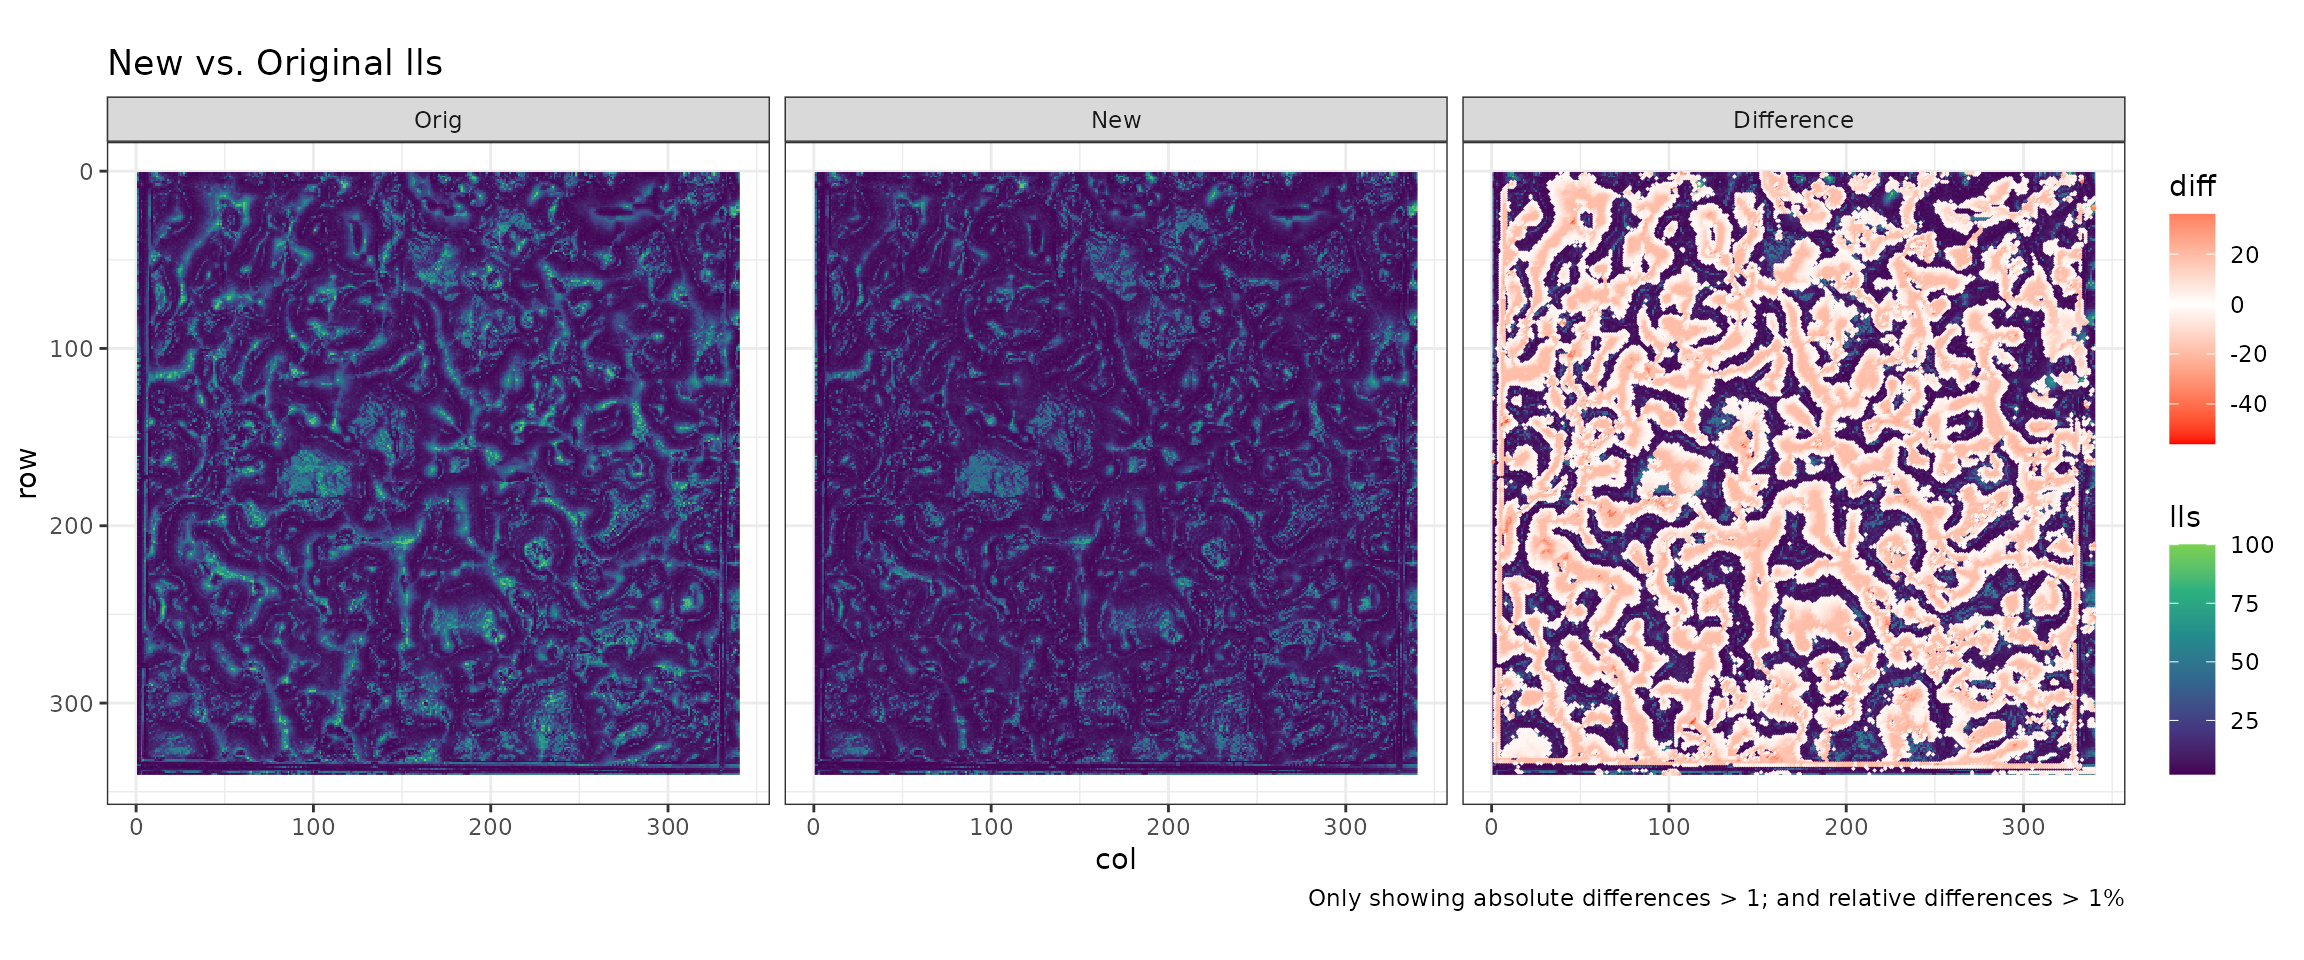 New vs. Original lls
Orig
New
Difference
row
0
100
200
300
0 100 200 300
0 100 200 300
0 100 200 300
col
diff
20
0
-20
-40
lls
100
75
50
25
Only showing absolute differences > 1; and relative differences > 1%